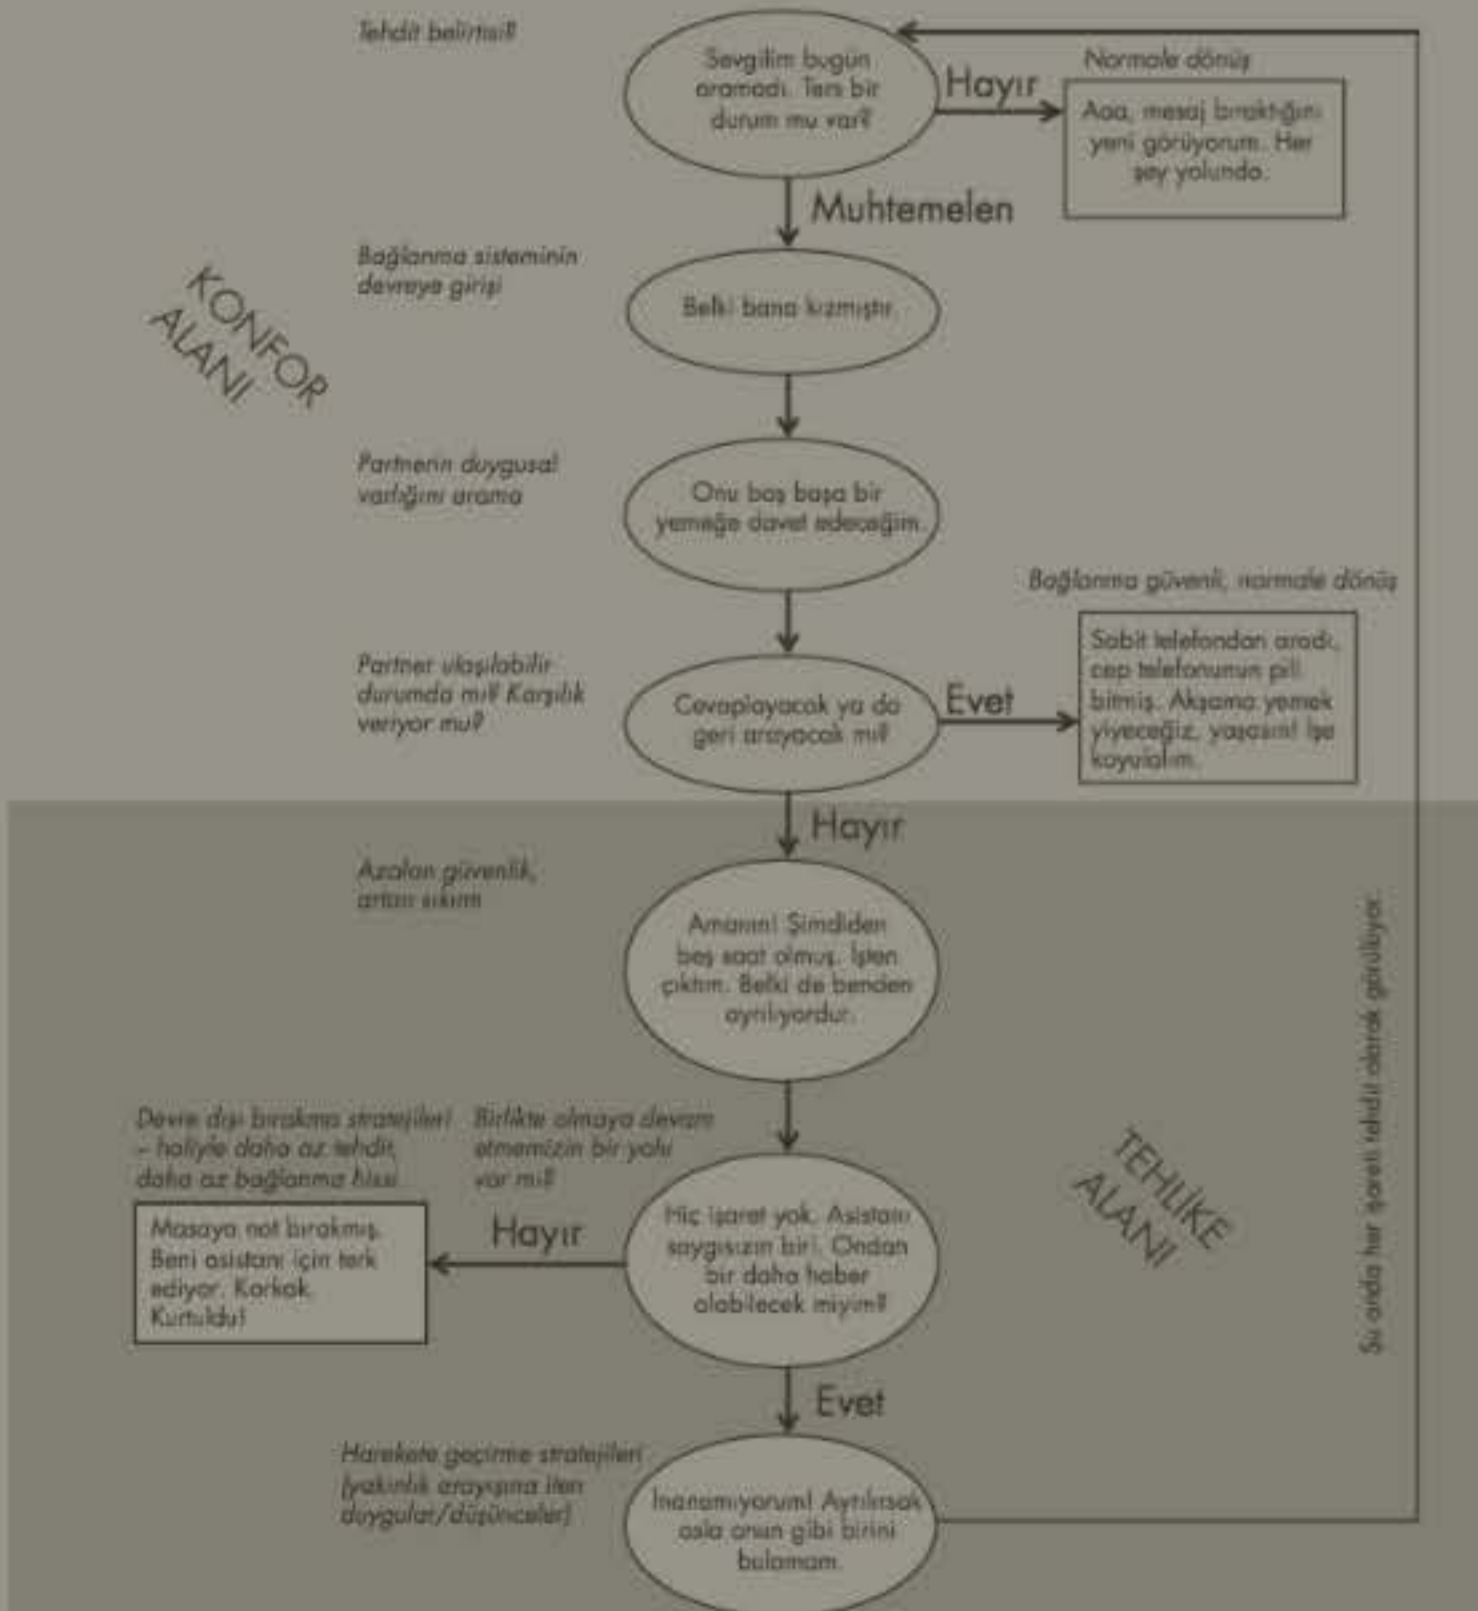 Tehdit belirtisi?
Sevgilim bugün
aramadı. Ters bir
durum mu var?
Hayır
Normale dönüş
Aaa, mesaj bıraktığını
yeni görüyorum. Her
şey yolunda.
Muhtemelen
KONFOR
ALANI
Bağlanma sisteminin
devreye girişi
Belki bana kızmıştır.
Partnerin duygusal
varlığını arama
Onu baş başa bir
yemeğe davet edeceğim.
Partner ulaşılabilir
durumda mı? Karşılık
veriyor mu?
Cevaplayacak ya da
geri arayacak mı?
Evet
Bağlanma güvenli, normale dönüş
Sabit telefondan aradı,
cep telefonunun pili
bitmiş. Akşama yemek
yiyeceğiz, yaşasın! İşe
koyulalım.
Hayır
Azalan güvenlik,
artan sıkıntı
Amanın! Şimdiden
beş saat olmuş. İşten
çıktım. Belki de benden
ayrılıyordur.
Devre dışı bırakma stratejileri
– haliyle daha az tehdit,
daha az bağlanma hissi
Birlikte olmaya devam
etmemizin bir yolu
var mı?
Hiç işaret yok. Asistanı
saygısızın biri. Ondan
bir daha haber
alabilecek miyim?
Hayır
Masaya not bırakmış.
Beni asistanı için terk
ediyor. Korkak.
Kurtuldu!
TEHLİKE
ALANI
Evet
Harekete geçirme stratejileri
(yakınlık arayışına iten
duygular/düşünceler)
İnanamıyorum! Ayrılırsak
asla onun gibi birini
bulamam.
Şu anda her işareti tehdit olarak görülüyor.